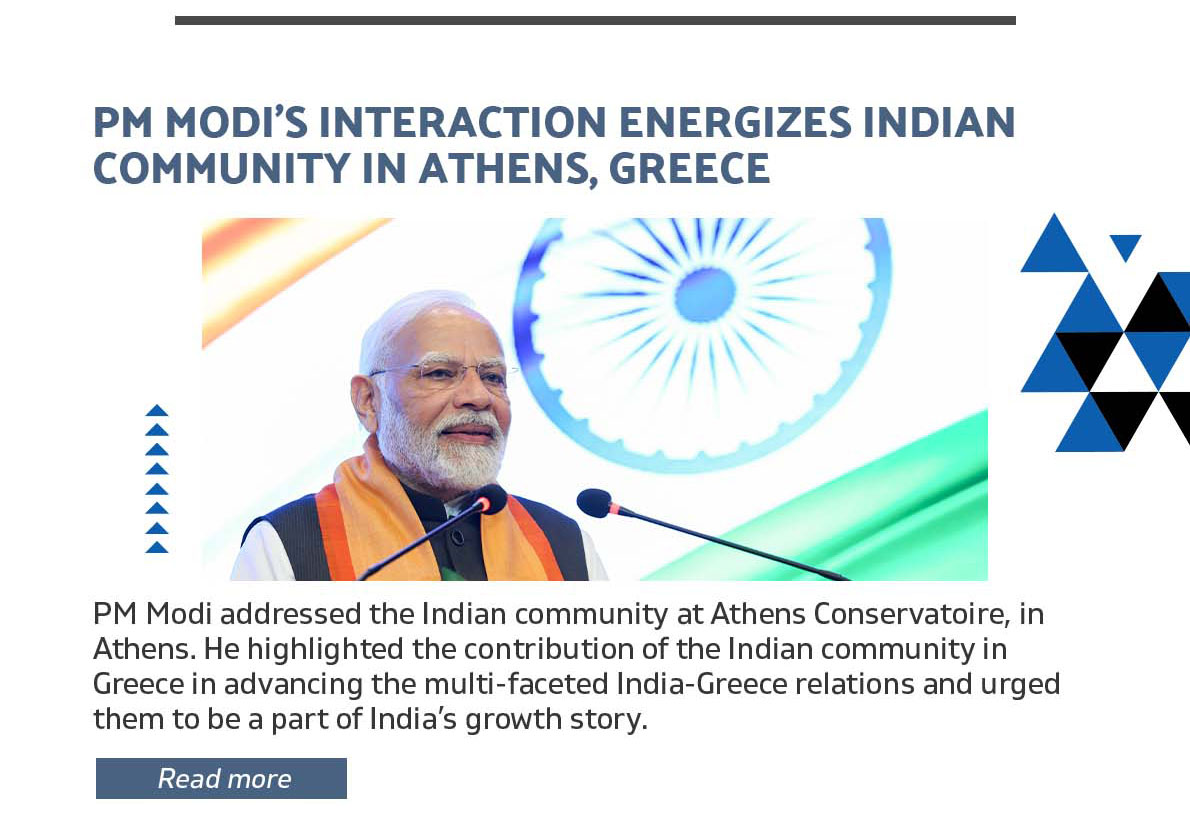 PM MODI’S INTERACTION ENERGIZES INDIAN
COMMUNITY IN ATHENS, GREECE
PM Modi addressed the Indian community at Athens Conservatoire, in
Athens. He highlighted the contribution of the Indian community in
Greece in advancing the multi-faceted India-Greece relations and urged
them to be a part of India’s growth story.
Read more